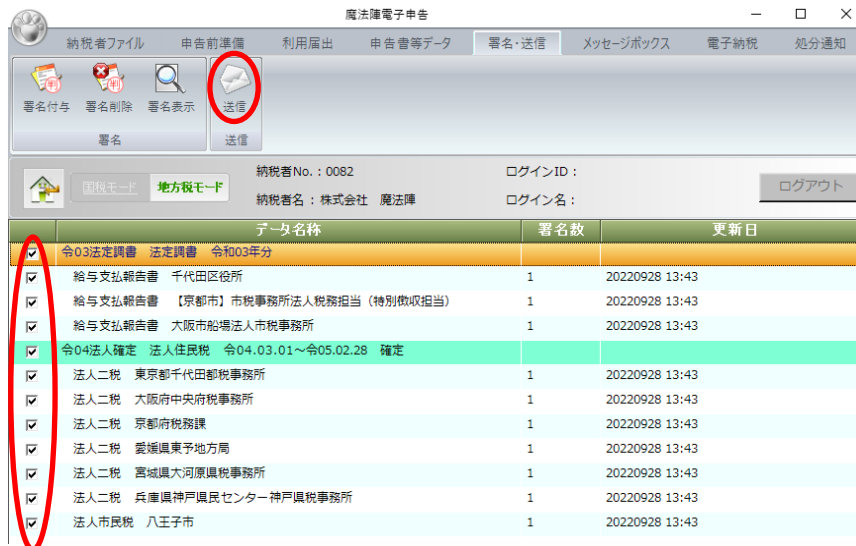 魔法陣電子申告
納税者ファイル 申告前準備 利用届出 申告書等データ 署名・送信 メッセージボックス 電子納税 処分通知
署名付与 署名削除 署名表示 送信
署名 送信
国税モード 地方税モード
納税者No.：0082 ログインID：
納税者名：株式会社 魔法陣 ログイン名：
ログアウト
データ名称 署名数 更新日
令03法定調書 法定調書 令和03年分
給与支払報告書 千代田区役所 1 20220928 13:43
給与支払報告書 【京都市】市税事務所法人税務担当（特別徴収担当） 1 20220928 13:43
給与支払報告書 大阪市船場法人市税事務所 1 20220928 13:43
令04法人確定 法人住民税 令04.03.01～令05.02.28 確定
法人二税 東京都千代田都税事務所 1 20220928 13:43
法人二税 大阪府中央府税事務所 1 20220928 13:43
法人二税 京都府税務課 1 20220928 13:43
法人二税 愛媛県東予地方局 1 20220928 13:43
法人二税 宮城県大河原県税事務所 1 20220928 13:43
法人二税 兵庫県神戸県民センター神戸県税事務所 1 20220928 13:43
法人市民税 八王子市 1 20220928 13:43